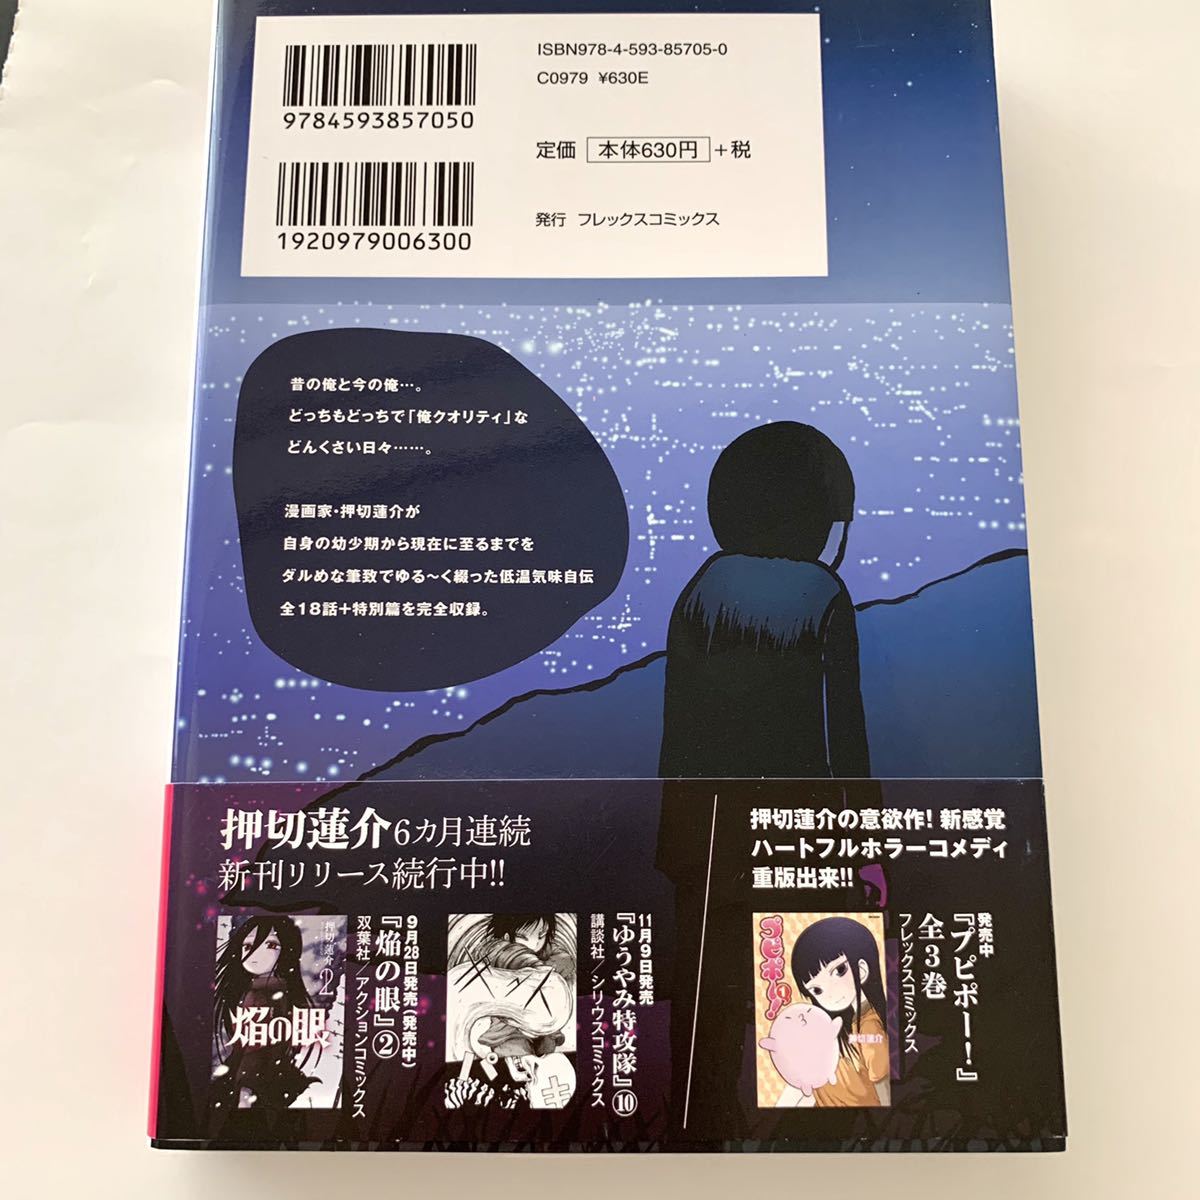 ISBN978-4-593-85705-0
C0979 ¥630E
9784593857050
定価 本体630円+税
1920979006300
発行 フレックスコミックス
昔の俺と今の俺…。
どっちもどっちで「俺クオリティ」な
どんくさい日々……。
漫画家・押切蓮介が
自身の幼少期から現在に至るまでを
ダルめな筆致でゆる〜く綴った低温気味自伝
全18話+特別篇を完全収録。
押切蓮介6カ月連続
新刊リリース続行中!!
9月28日発売(発売中)
『焔の眼』②
双葉社/アクションコミックス
押切蓮介
2
焔の眼
11月9日発売
『ゆうやみ特攻隊』⑩
講談社/シリウスコミックス
押切蓮介の意欲作! 新感覚
ハートフルホラーコメディ
重版出来!!
発売中
『プピポー!』
全3巻
フレックスコミックス
プピポー!
1
押切蓮介